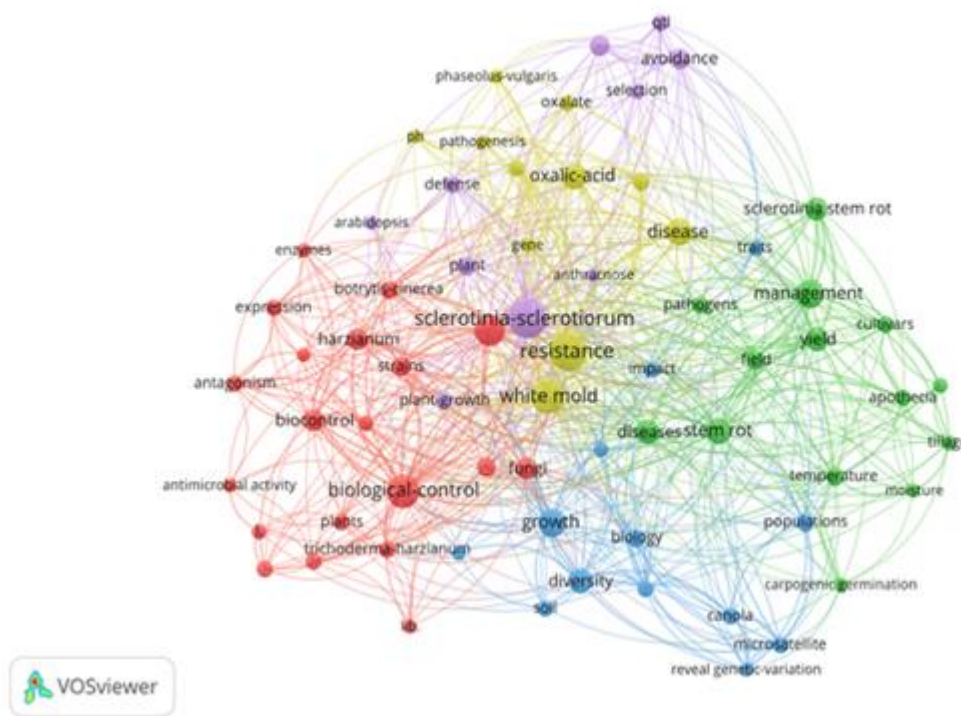 qtl
avoidance
phaseolus-vulgaris
selection
oxalate
ph
pathogenesis
oxalic-acid
defense
sclerotinia stem rot
arabidopsis
disease
enzymes
gene
traits
plant
anthracnose
botrytis-cinerea
management
expression
pathogens
sclerotinia-sclerotiorum
cultivars
harzianum
resistance
yield
strains
impact
field
antagonism
plant-growth
white mold
apothecia
biocontrol
diseases
stem rot
tillage
fungi
temperature
antimicrobial activity
biological-control
moisture
plants
growth
populations
biology
trichoderma-harzianum
diversity
carpogenic germination
soil
canola
microsatellite
reveal genetic-variation
VOSviewer